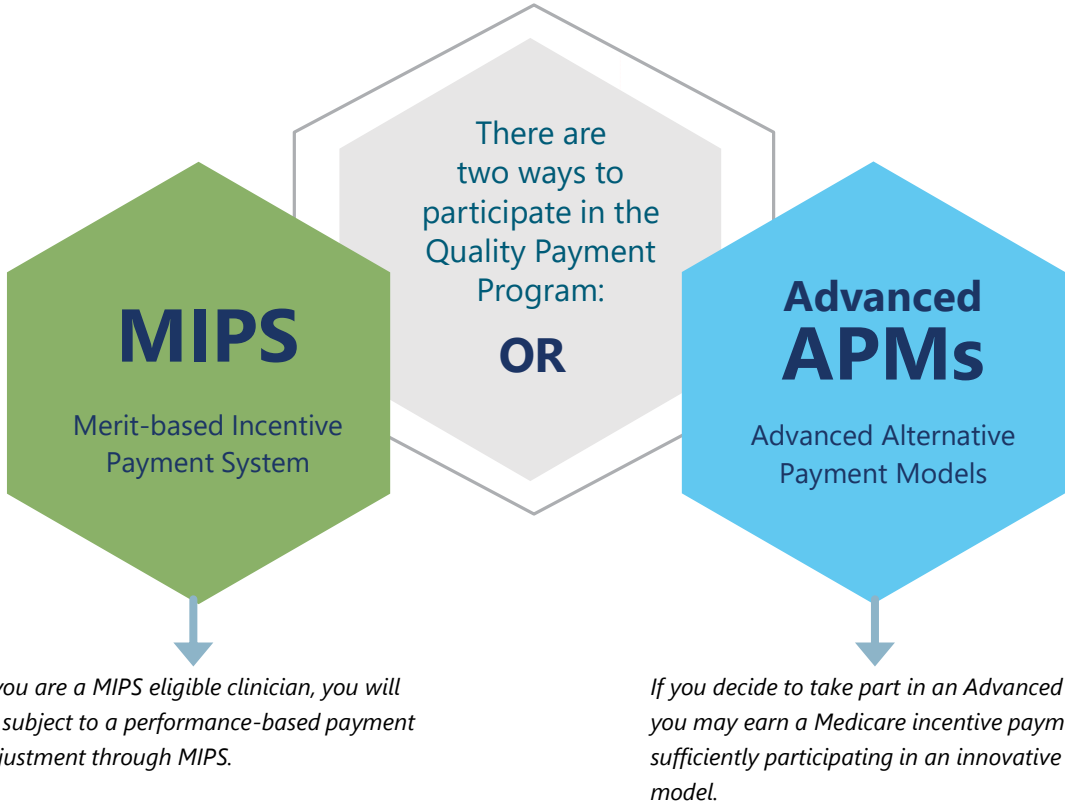 There are
two ways to
participate in the
Quality Payment
Program:
OR
MIPS
Merit-based Incentive
Payment System
Advanced
APMs
Advanced Alternative
Payment Models
you are a MIPS eligible clinician, you will
subject to a performance-based payment
through MIPS.
If you decide to take part in an Advanced
you may earn a Medicare incentive
sufficiently participating in an innovative
model.